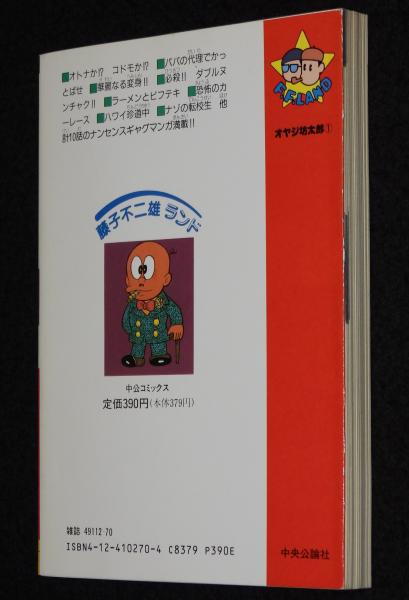 ■オトナか!? コドモか!? ■パパの代理でかっ
とばせ ■華麗なる変身!! ■必殺!! ダブルヌ
ンチャク!! ■ラーメンとビフテキ ■恐怖のカ
ーレース ■ハワイ珍道中 ■ナゾの転校生 他
計10話のナンセンスギャグマンガ満載!!
F.F.LAND
オヤジ坊太郎①
藤子不二雄ランド
中公コミックス
定価390円(本体379円)
雑誌 49112-70
ISBN4-12-410270-4 C8379 P390E
中央公論社